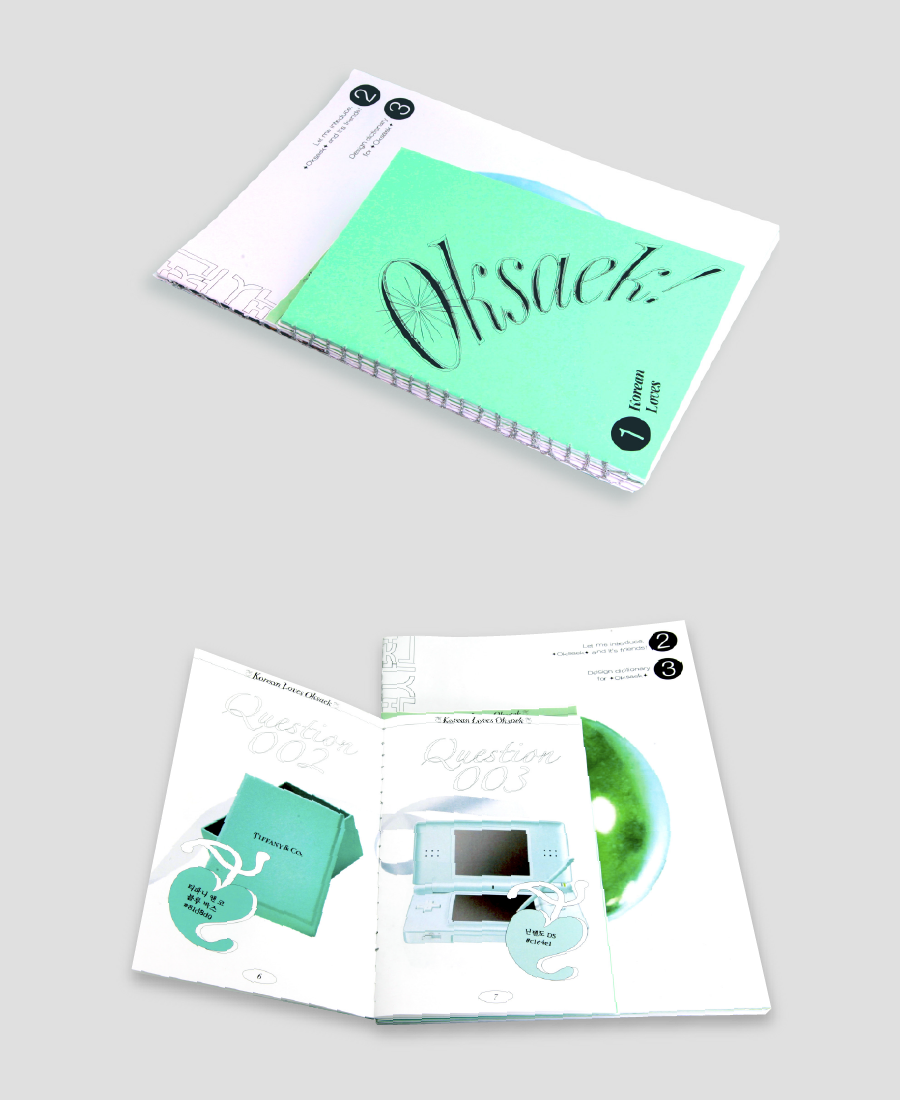 2
Let me introduce,
✦Oksaek✦ and it's friends!
3
Design dictionary
for ✦Oksaek✦
Oksaek!
1
Korean
Loves
Let me introduce,
✦Oksaek✦ and it's friends!
2
Design dictionary
for ✦Oksaek✦
3
Korean Loves Oksaek
Question
002
TIFFANY & CO.
티파니 앤 코
블루 박스
#81d8d0
6
Korean Loves Oksaek
Question
003
닌텐도 DS
#c1e4e1
7